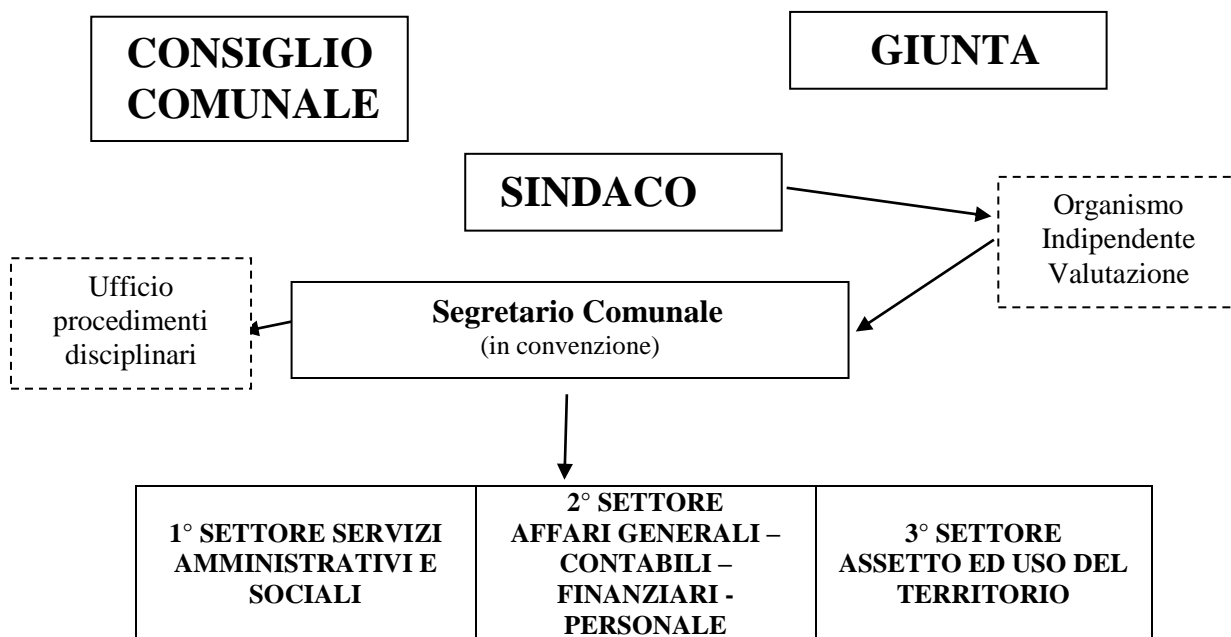 CONSIGLIO
COMUNALE
GIUNTA
SINDACO
Organismo
Indipendente
Valutazione
Ufficio
procedimenti
disciplinari
Segretario Comunale
(in convenzione)
1° SETTORE SERVIZI
AMMINISTRATIVI E
SOCIALI
2° SETTORE
AFFARI GENERALI –
CONTABILI –
FINANZIARI -
PERSONALE
3° SETTORE
ASSETTO ED USO DEL
TERRITORIO